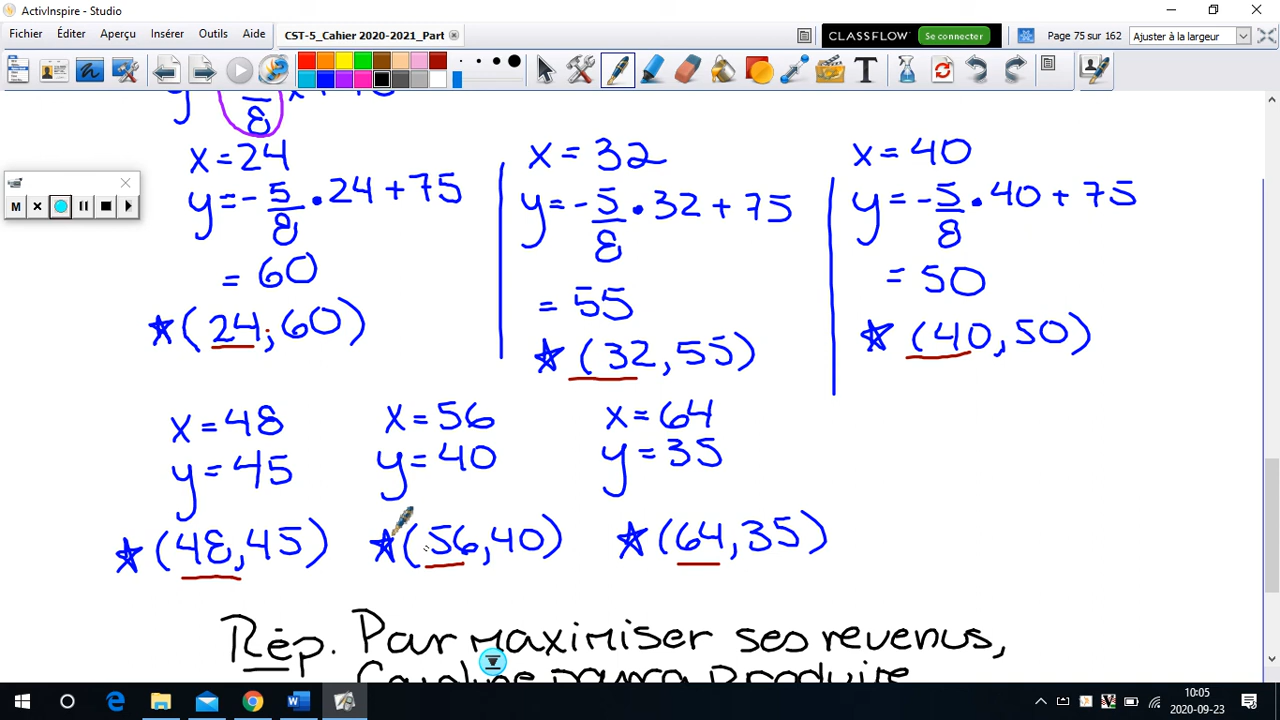 ActivInspire - Studio
Fichier Éditer Aperçu Insérer Outils Aide
CST-5_Cahier 2020-2021_Part
CLASSFLOW Se connecter
Page 75 sur 162
Ajuster à la largeur
T
M
8
x=24
y=-5/8•24+75
= 60
★(24;60)
x = 32
y=-5/8•32+75
= 55
★(32,55)
x=40
y=-5/8•40+75
= 50
★(40,50)
x=48
y=45
★(48,45)
x=56
y=40
★(56,40)
x=64
y=35
★(64,35)
Rép. Par maximiser ses revenus,
10:05
2020-09-23